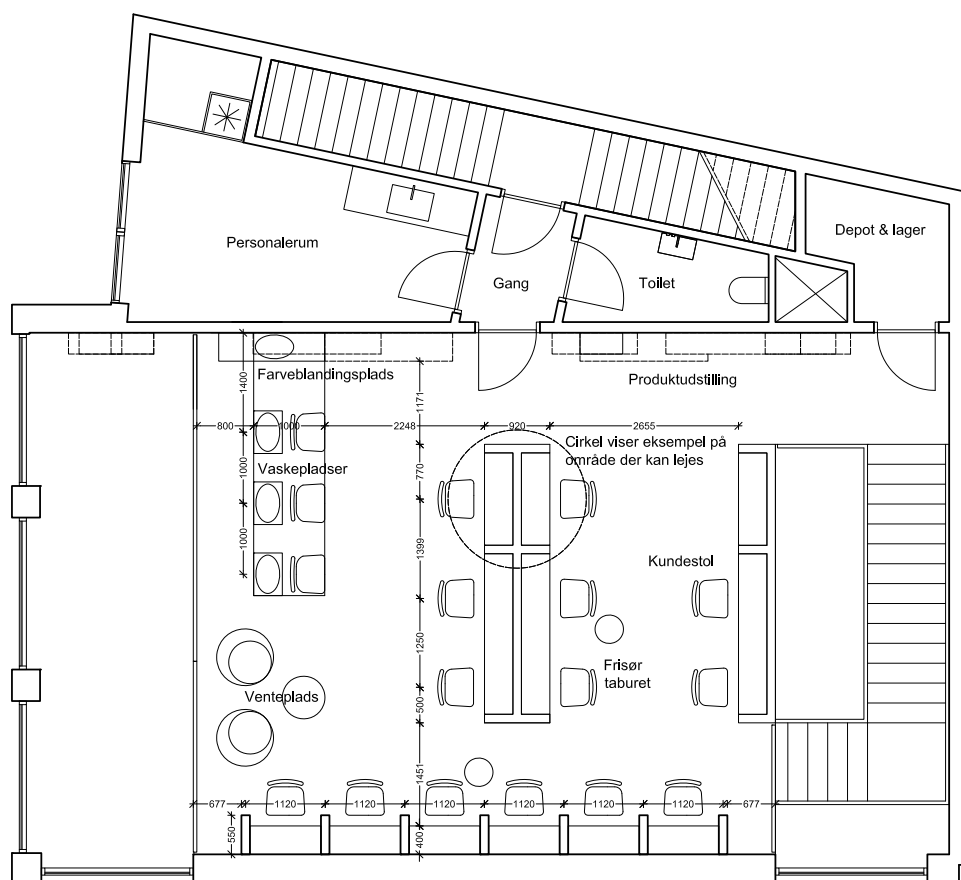 Personalerum
Gang
Toilet
Depot & lager
Farveblandingsplads
Produktudstilling
1400
1171
800
1000
2248
920
2655
Cirkel viser eksempel på
område der kan lejes
Vaskepladser
770
1000
1000
1399
Kundestol
1250
Frisør
taburet
Venteplads
500
1451
677
1120
1120
1120
1120
1120
1120
677
550
400